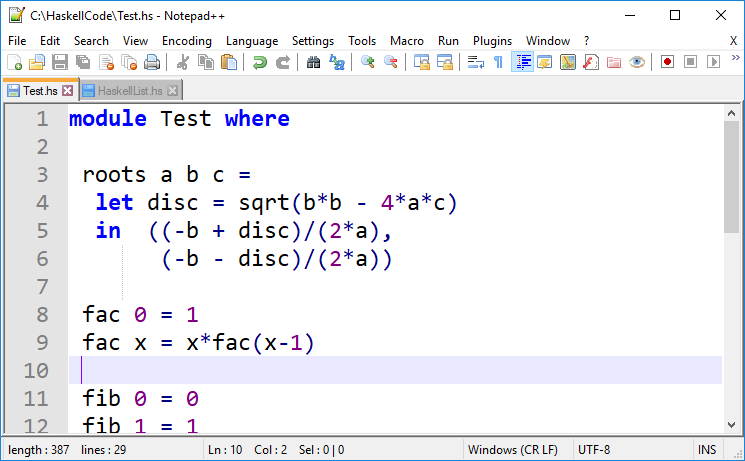 C:\HaskellCode\Test.hs - Notepad++
File Edit Search View Encoding Language Settings Tools Macro Run Plugins Window ? X
Test.hs HaskellList.hs
1 module Test where
2
3 roots a b c =
4 let disc = sqrt(b*b - 4*a*c)
5 in ((-b + disc)/(2*a),
6 (-b - disc)/(2*a))
7
8 fac 0 = 1
9 fac x = x*fac(x-1)
10
11 fib 0 = 0
12 fib 1 = 1
length : 387 lines : 29 Ln : 10 Col : 2 Sel : 0 | 0 Windows (CR LF) UTF-8 INS